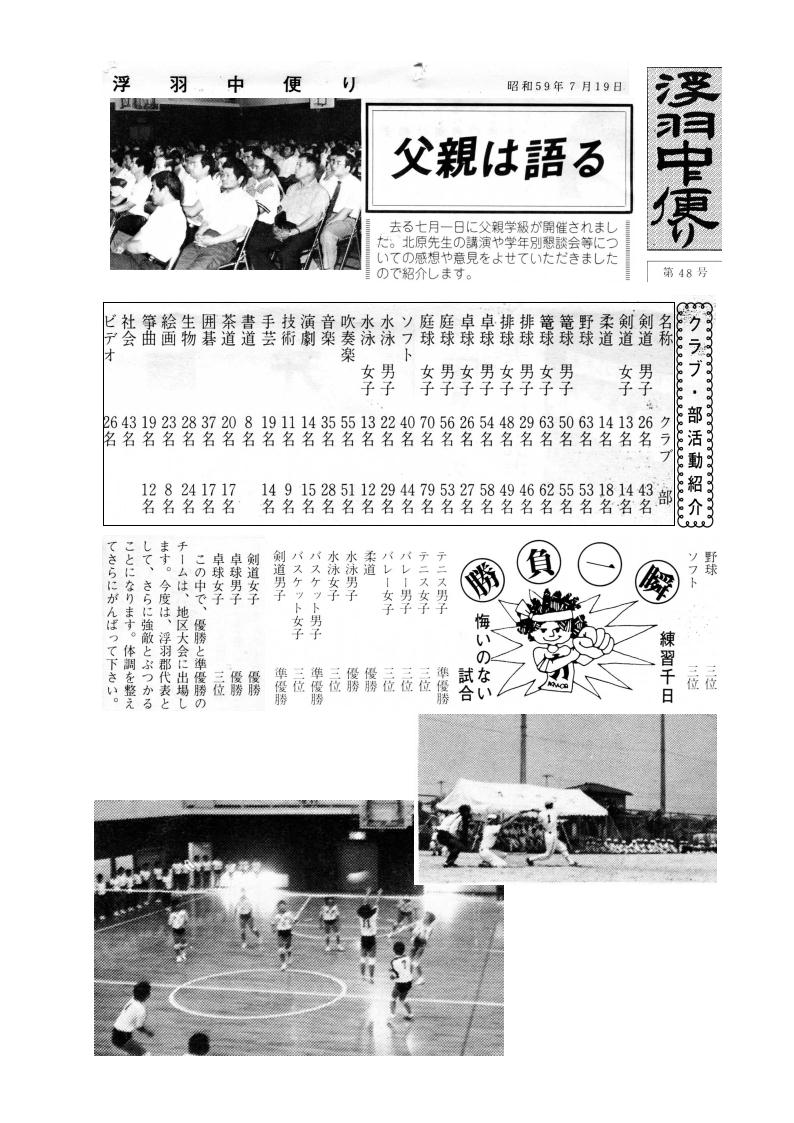 浮羽中便り
昭和59年7月19日
浮羽中便り
第48号
父親は語る
去る七月一日に父親学級が開催されまし
た。北原先生の講演や学年別懇談会等につ
いての感想や意見をよせていただきました
ので紹介します。
クラブ・部活動紹介
名称 クラブ 部
剣道 男子 26名 43名
剣道 女子 13名 14名
柔道 14名 18名
野球 63名 53名
篭球 男子 50名 55名
篭球 女子 63名 62名
排球 男子 29名 46名
排球 女子 48名 49名
卓球 男子 54名 58名
卓球 女子 26名 27名
庭球 男子 56名 53名
庭球 女子 70名 79名
ソフト 40名 44名
水泳 男子 22名 29名
水泳 女子 13名 12名
吹奏楽 55名 51名
音楽 35名 28名
演劇 14名 15名
技術 11名 9名
手芸 19名 14名
書道 8名
茶道 20名 17名
囲碁 37名 17名
生物 28名 24名
絵画 23名 8名
箏曲 19名 12名
社会 43名
ビデオ 26名
野球 三位
ソフト 三位
勝負一瞬
練習千日
悔いのない
試合
テニス男子 準優勝
テニス女子 三位
バレー男子 三位
バレー女子 三位
柔道 優勝
水泳男子 優勝
水泳女子 三位
バスケット男子 準優勝
バスケット女子 三位
剣道男子 準優勝
剣道女子 優勝
卓球男子 優勝
卓球女子 三位
この中で、優勝と準優勝の
チームは、地区大会に出場し
ます。今度は、浮羽郡代表と
して、さらに強敵とぶつかる
ことになります。体調を整え
てさらにがんばって下さい。